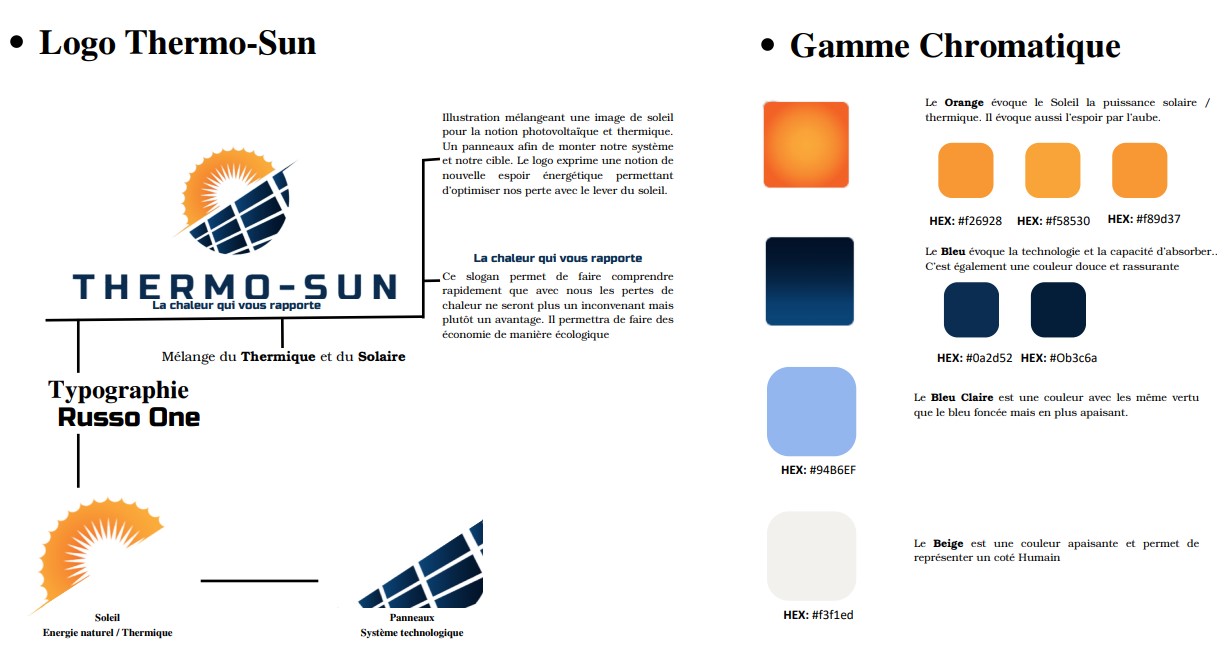 • Logo Thermo-Sun
Illustration mélangeant une image de soleil
pour la notion photovoltaïque et thermique.
Un panneaux afin de monter notre système
et notre cible. Le logo exprime une notion de
nouvelle espoir énergétique permettant
d'optimiser nos perte avec le lever du soleil.
THERMO-SUN
La chaleur qui vous rapporte
La chaleur qui vous rapporte
Ce slogan permet de faire comprendre
rapidement que avec nous les pertes de
chaleur ne seront plus un inconvenant mais
plutôt un avantage. Il permettra de faire des
économie de manière écologique
Mélange du Thermique et du Solaire
Typographie
Russo One
Soleil
Energie naturel / Thermique
Panneaux
Système technologique
• Gamme Chromatique
Le Orange évoque le Soleil la puissance solaire /
thermique. Il évoque aussi l'espoir par l'aube.
HEX: #f26928 HEX: #f58530 HEX: #f89d37
Le Bleu évoque la technologie et la capacité d'absorber..
C'est également une couleur douce et rassurante
HEX: #0a2d52 HEX: #Ob3c6a
Le Bleu Claire est une couleur avec les même vertu
que le bleu foncée mais en plus apaisant.
HEX: #94B6EF
Le Beige est une couleur apaisante et permet de
représenter un coté Humain
HEX: #f3f1ed